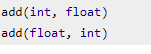 add(int, float)
add(float, int)